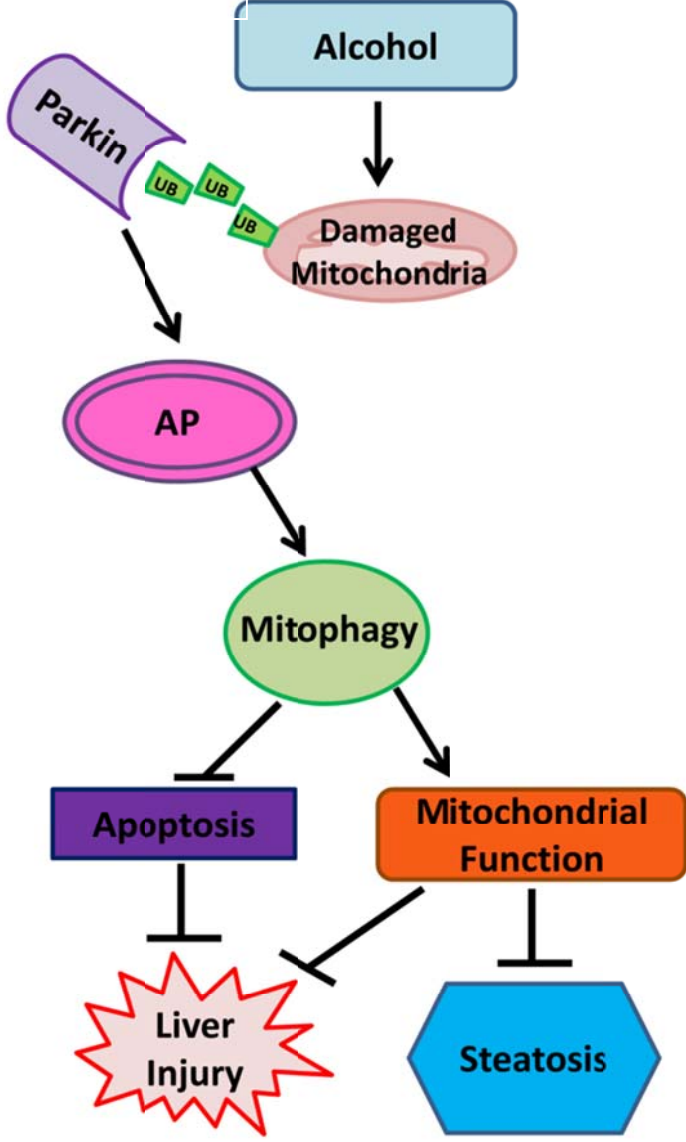 Alcohol
Parkin
UB
UB
UB
Damaged
Mitochondria
AP
Mitophagy
Apoptosis
Mitochondrial
Function
Liver
Injury
Steatosis